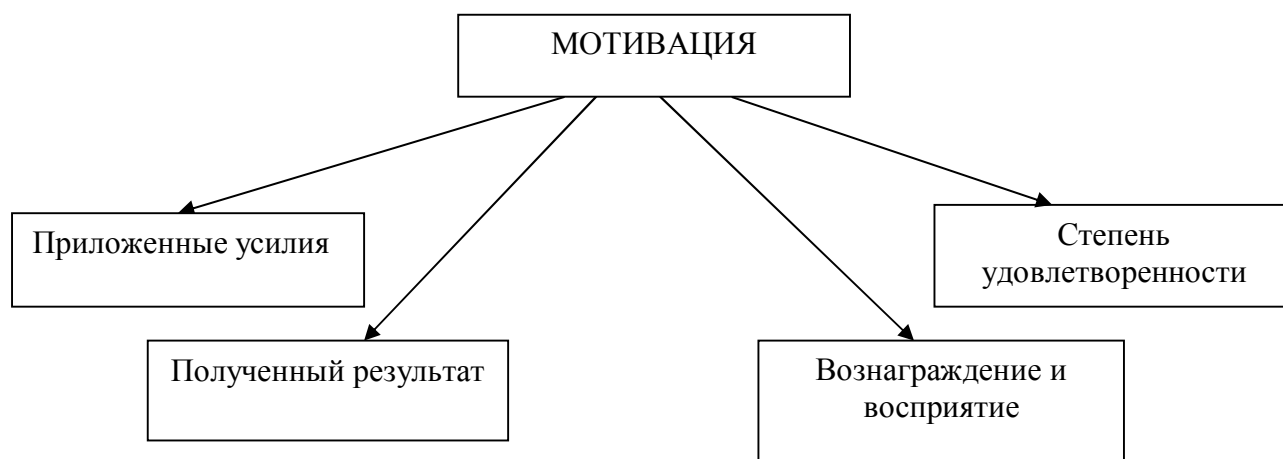 МОТИВАЦИЯ
Приложенные усилия
Степень
удовлетворенности
Полученный результат
Вознаграждение и
восприятие